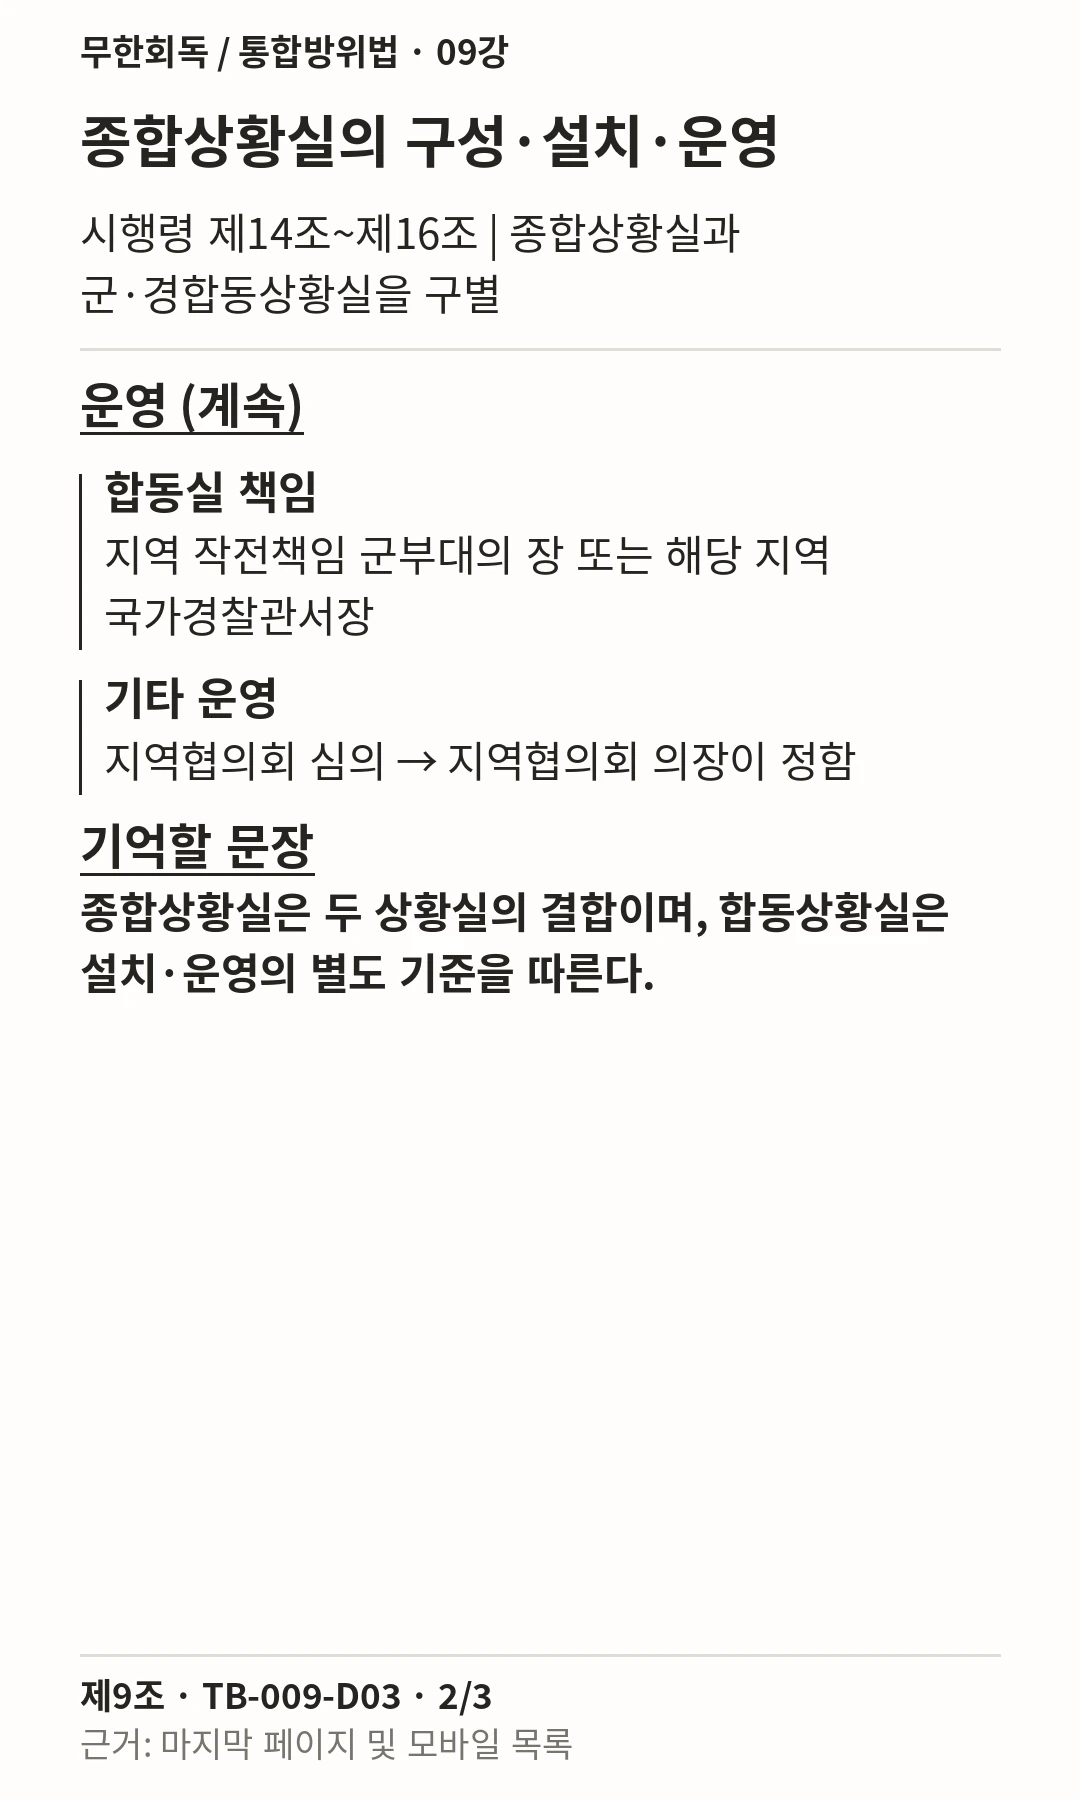 무한회독 / 통합방위법 · 09강
종합상황실의 구성·설치·운영
시행령 제14조~제16조 | 종합상황실과
군·경합동상황실을 구별
운영 (계속)
합동실 책임
지역 작전책임 군부대의 장 또는 해당 지역
국가경찰관서장
기타 운영
지역협의회 심의 → 지역협의회 의장이 정함
기억할 문장
종합상황실은 두 상황실의 결합이며, 합동상황실은
설치·운영의 별도 기준을 따른다.
제9조 · TB-009-D03 · 2/3
근거: 마지막 페이지 및 모바일 목록